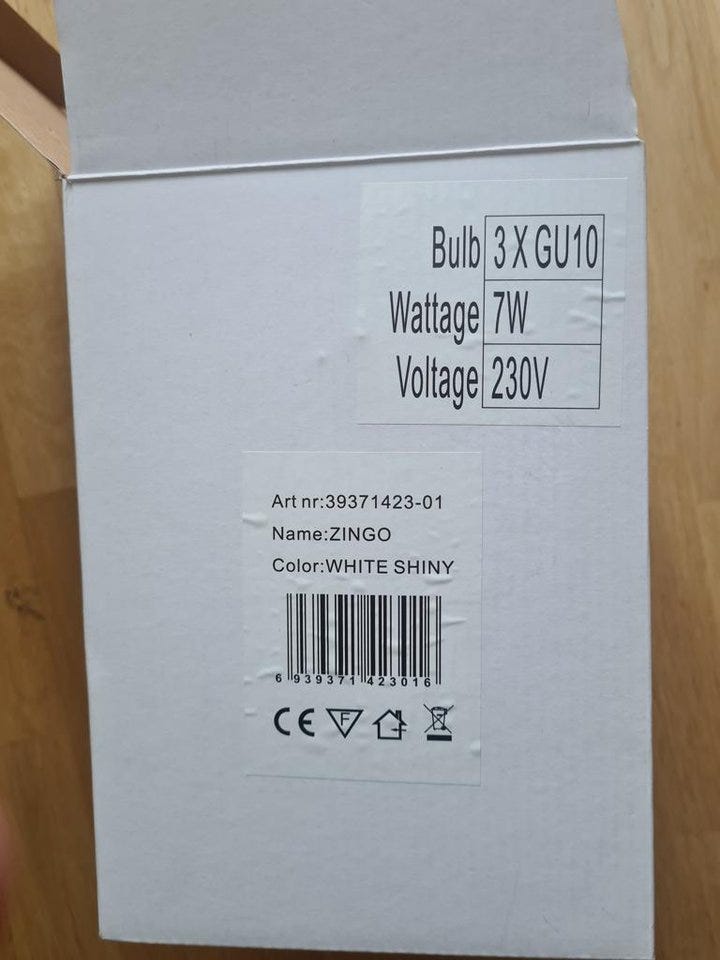 Bulb 3 X GU10
Wattage 7W
Voltage 230V
Art nr:39371423-01
Name:ZINGO
Color:WHITE SHINY
6 939371 423016
CE F